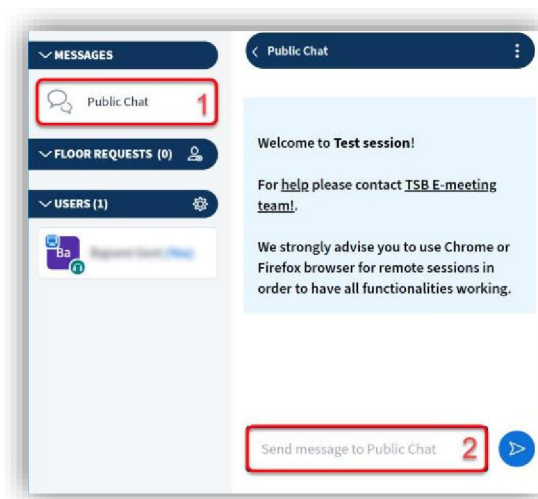 MESSAGES
Public Chat
1
FLOOR REQUESTS (0)
USERS (1)
Ba
Public Chat
Welcome to Test session!
For help please contact TSB E-meeting
team!.
We strongly advise you to use Chrome or
Firefox browser for remote sessions in
order to have all functionalities working.
Send message to Public Chat
2